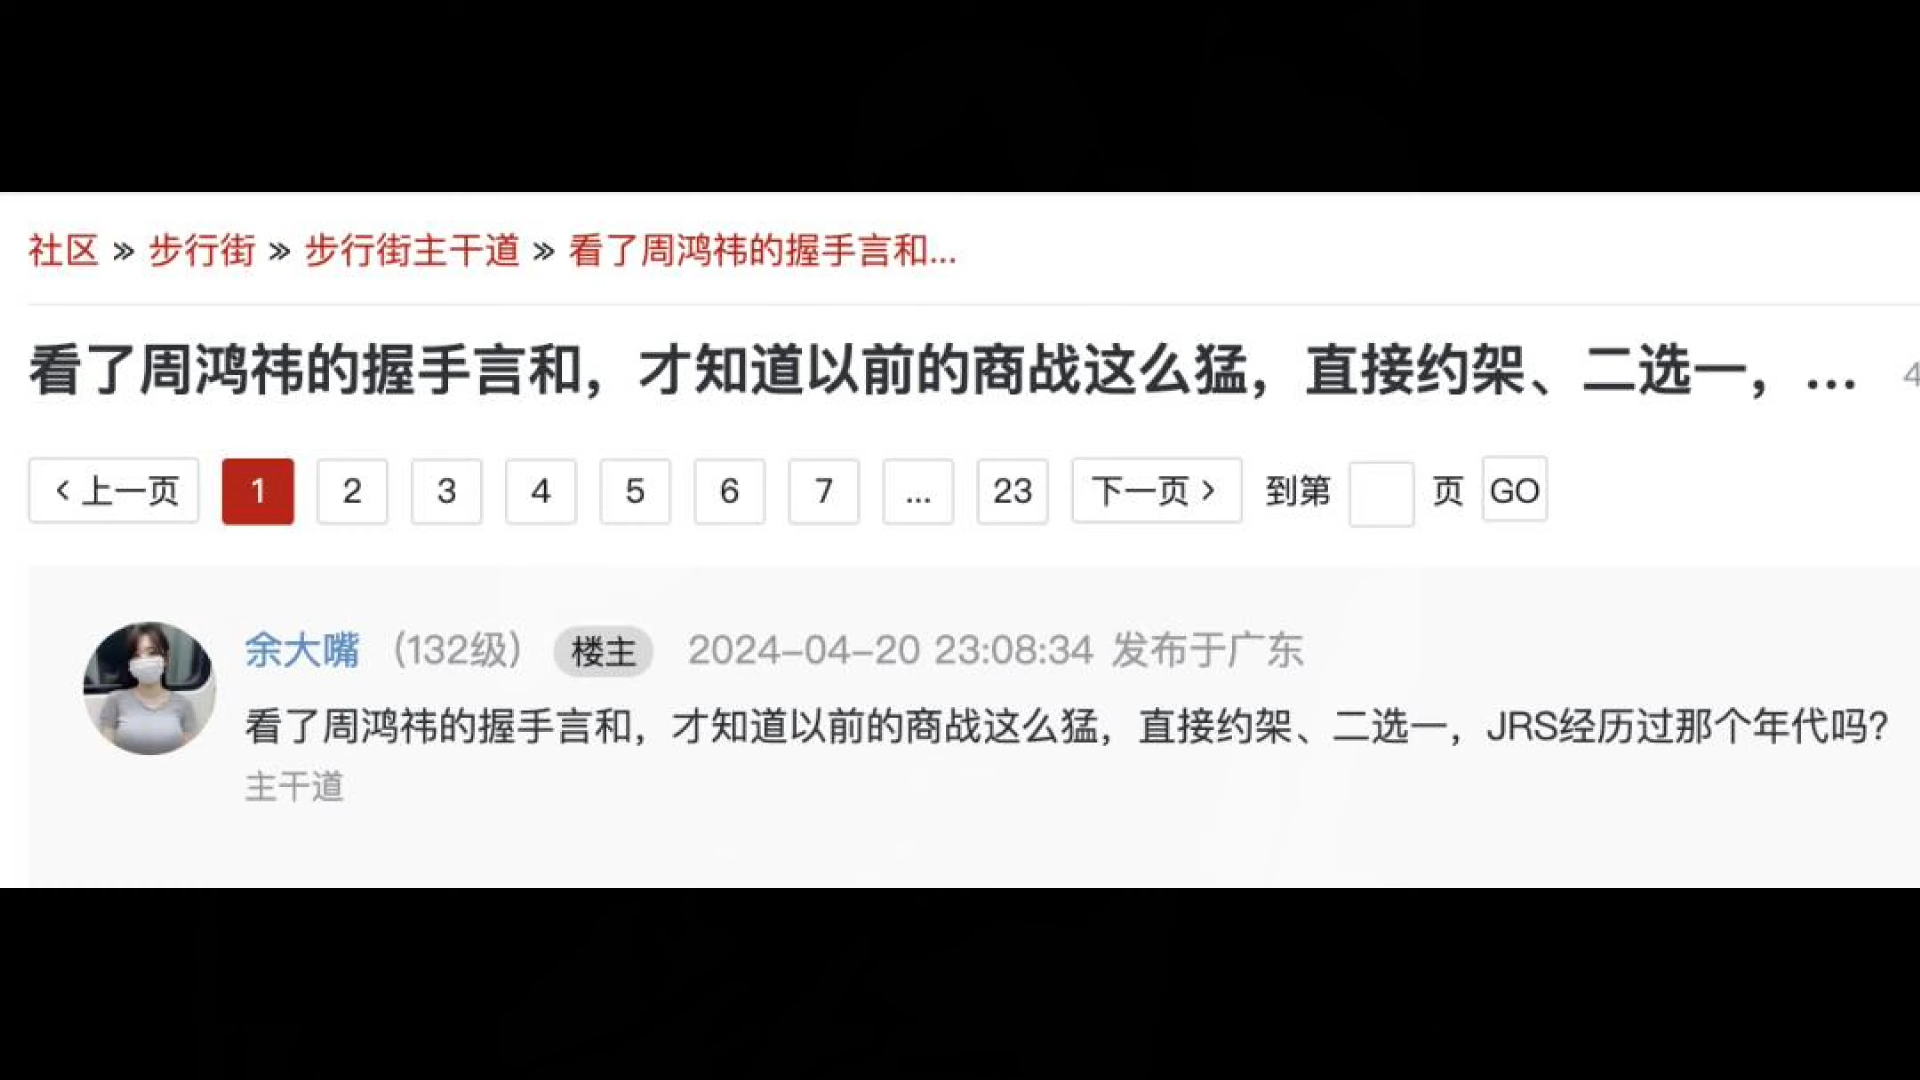 社区 » 步行街 » 步行街主干道 » 看了周鸿祎的握手言和...
看了周鸿祎的握手言和，才知道以前的商战这么猛，直接约架、二选一，... 4
‹ 上一页 1 2 3 4 5 6 7 ... 23 下一页 › 到第 页 GO
余大嘴 (132级) 楼主 2024-04-20 23:08:34 发布于广东
看了周鸿祎的握手言和，才知道以前的商战这么猛，直接约架、二选一，JRS经历过那个年代吗?
主干道